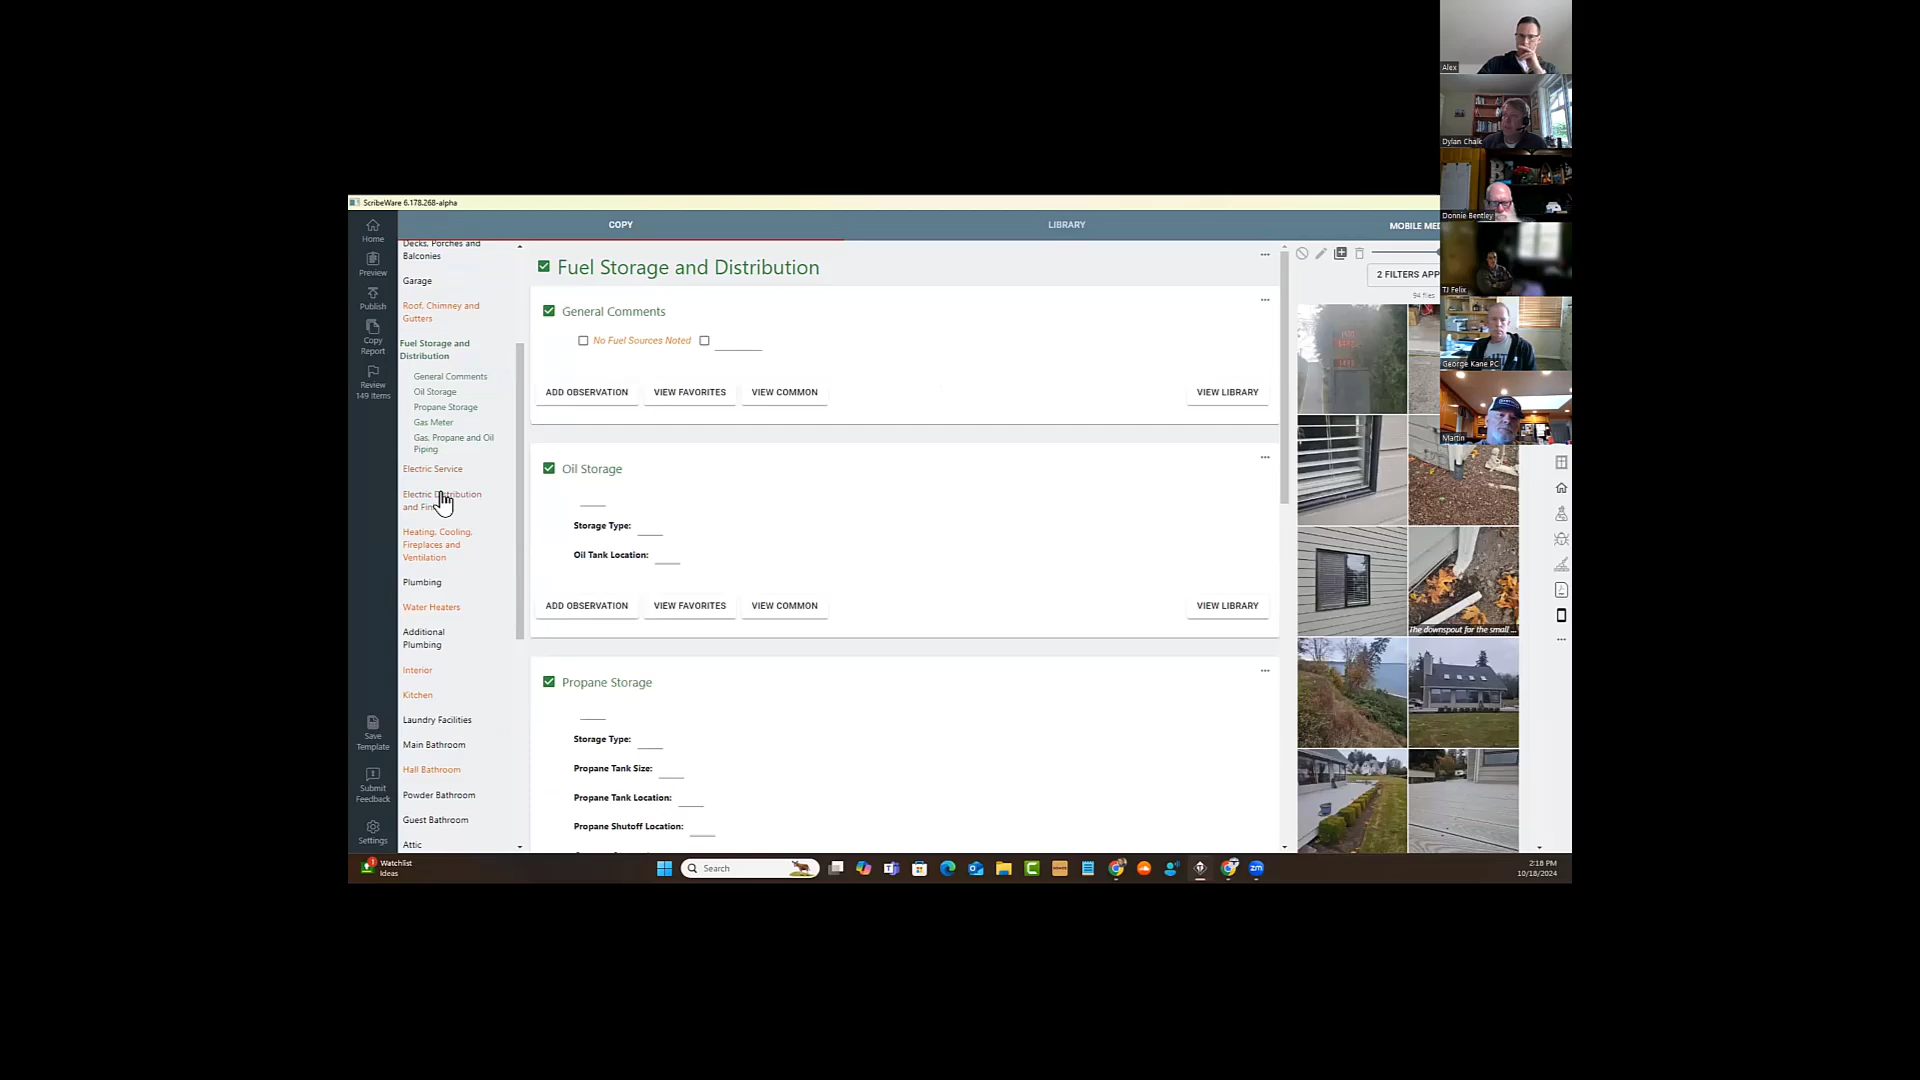 Alex
Dylan Chalk
Donnie Bentley
TJ Felix
George Kane PC
Martin
ScribeWare 6.178.268-alpha
Home
Preview
Publish
Copy
Report
Review
149 items
Save
Template
Submit
Feedback
Settings
COPY
LIBRARY
MOBILE MED
Decks, Porches and
Balconies
Garage
Roof, Chimney and
Gutters
Fuel Storage and
Distribution
General Comments
Oil Storage
Propane Storage
Gas Meter
Gas, Propane and Oil
Piping
Electric Service
Electric Distribution
and Fin
Heating, Cooling,
Fireplaces and
Ventilation
Plumbing
Water Heaters
Additional
Plumbing
Interior
Kitchen
Laundry Facilities
Main Bathroom
Hall Bathroom
Powder Bathroom
Guest Bathroom
Attic
Fuel Storage and Distribution
General Comments
No Fuel Sources Noted
ADD OBSERVATION VIEW FAVORITES VIEW COMMON VIEW LIBRARY
Oil Storage
Storage Type:
Oil Tank Location:
ADD OBSERVATION VIEW FAVORITES VIEW COMMON VIEW LIBRARY
Propane Storage
Storage Type:
Propane Tank Size:
Propane Tank Location:
Propane Shutoff Location:
2 FILTERS APP
94 files
The downspout for the small ...
Watchlist
Ideas
Search
2:18 PM
10/18/2024